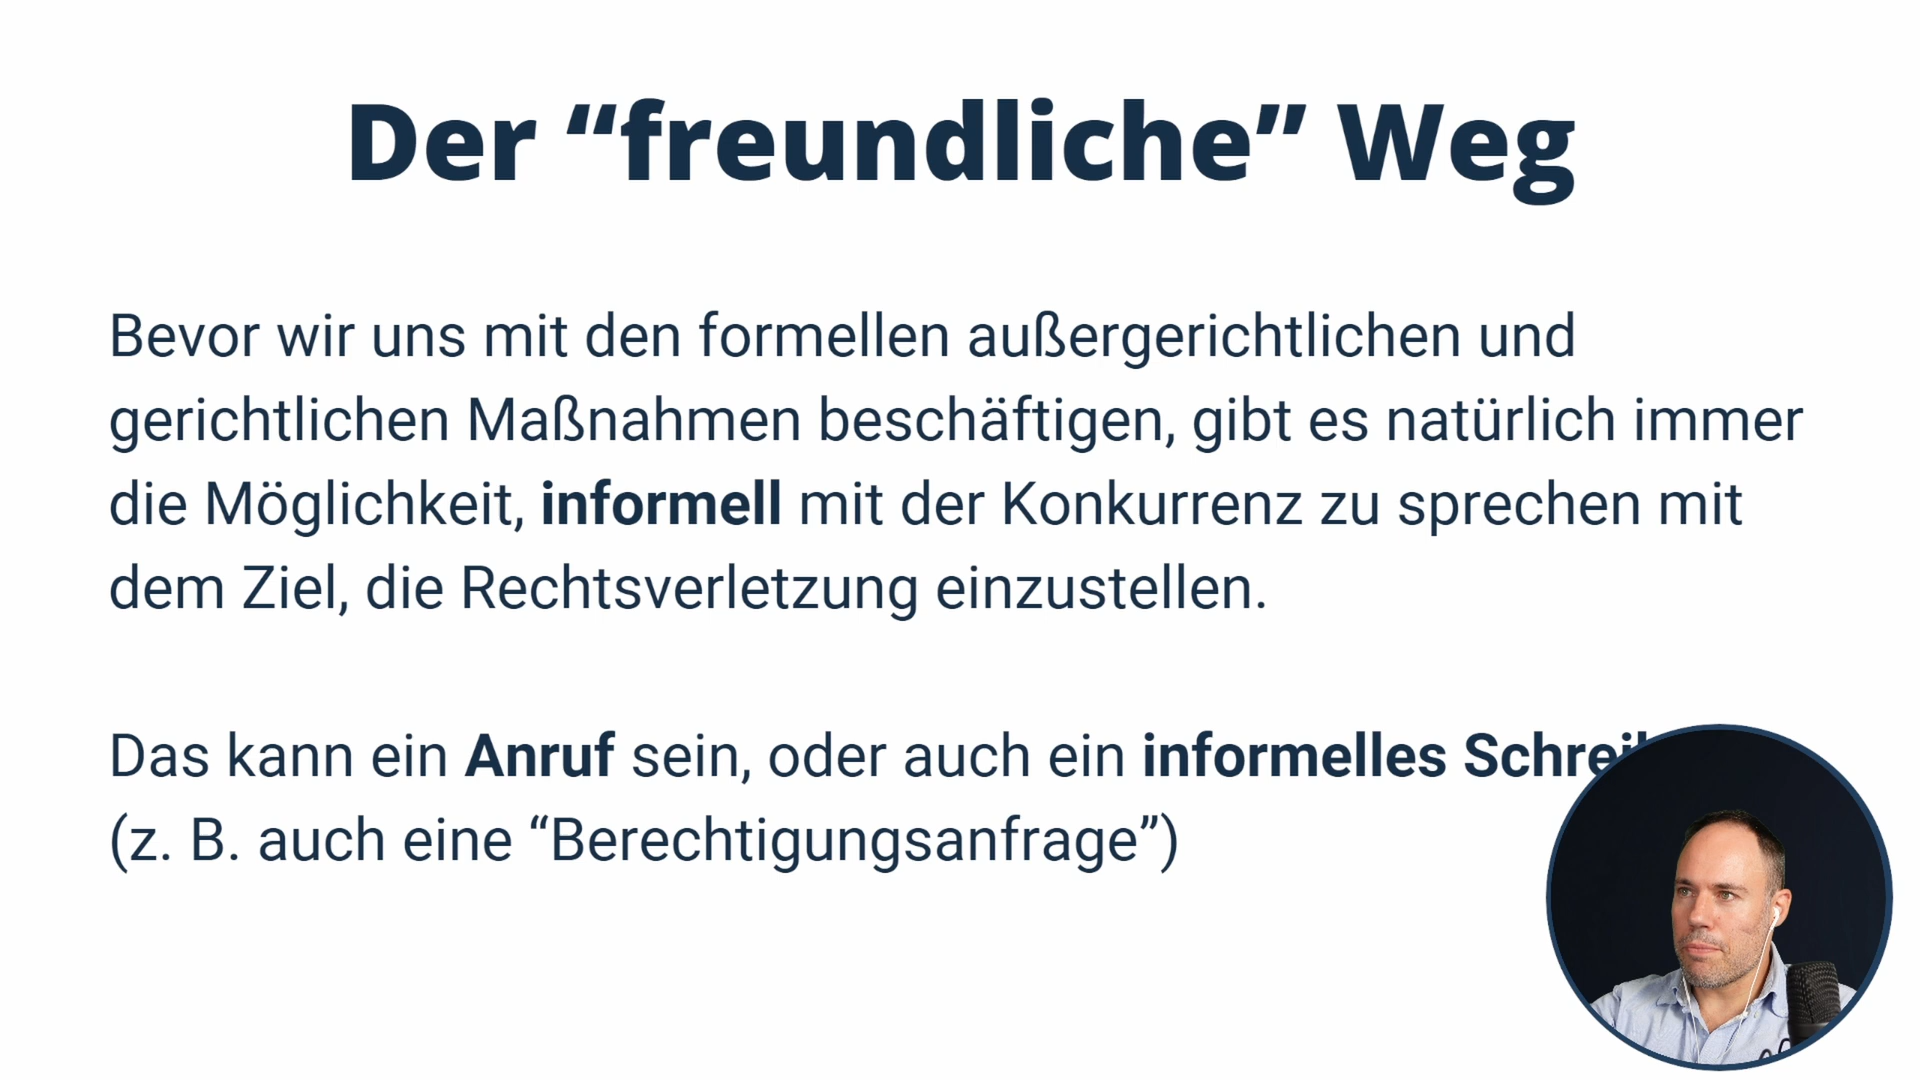 Der “freundliche” Weg
Bevor wir uns mit den formellen außergerichtlichen und
gerichtlichen Maßnahmen beschäftigen, gibt es natürlich immer
die Möglichkeit, informell mit der Konkurrenz zu sprechen mit
dem Ziel, die Rechtsverletzung einzustellen.
Das kann ein Anruf sein, oder auch ein informelles
(z. B. auch eine “Berechtigungsanfrage”)